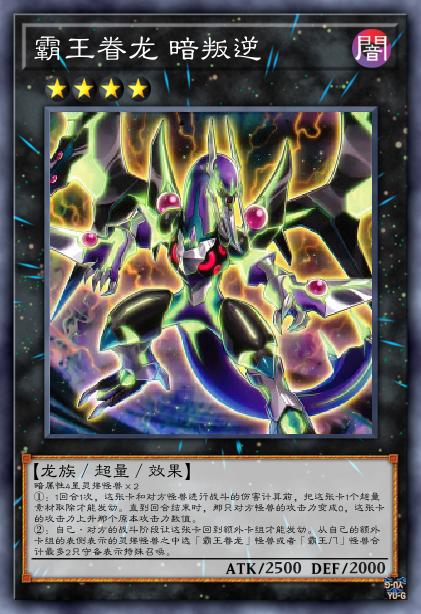 霸王眷龙 暗叛逆
闇
【龙族／超量／效果】
暗属性4星灵摆怪兽×2
①：1回合1次，这张卡和对方怪兽进行战斗的伤害计算前，把这张卡1个超量
素材取除才能发动。直到回合结束时，那只对方怪兽的攻击力变成0，这张卡
的攻击力上升那个原本攻击力数值。
②：自己·对方的战斗阶段让这张卡回到额外卡组才能发动。从自己的额外
卡组的表侧表示的灵摆怪兽之中选「霸王眷龙」怪兽或者「霸王门」怪兽合
计最多2只守备表示特殊召唤。
ATK/2500 DEF/2000
YU-G